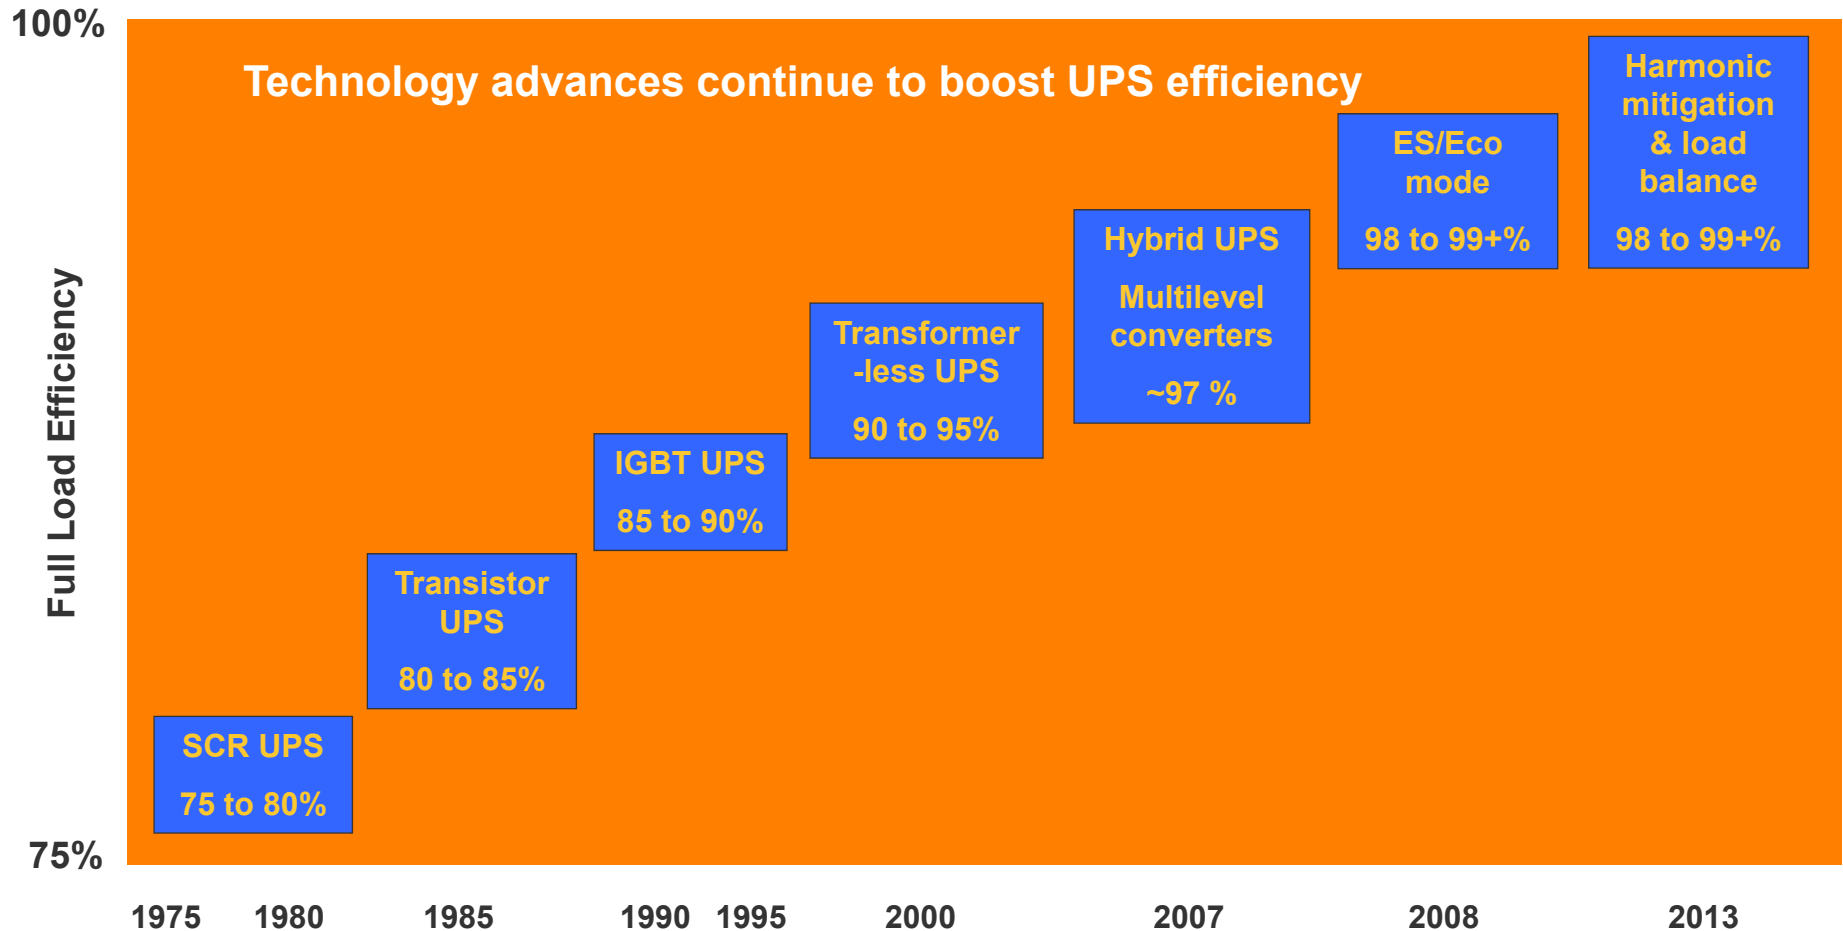 100%
Technology advances continue to boost UPS efficiency
Harmonic
mitigation
& load
balance
98 to 99+%
ES/Eco
mode
98 to 99+%
Hybrid UPS
Multilevel
converters
~97 %
Transformer
-less UPS
90 to 95%
IGBT UPS
85 to 90%
Transistor
UPS
80 to 85%
SCR UPS
75 to 80%
Full Load Efficiency
75%
1975 1980 1985 1990 1995 2000 2007 2008 2013